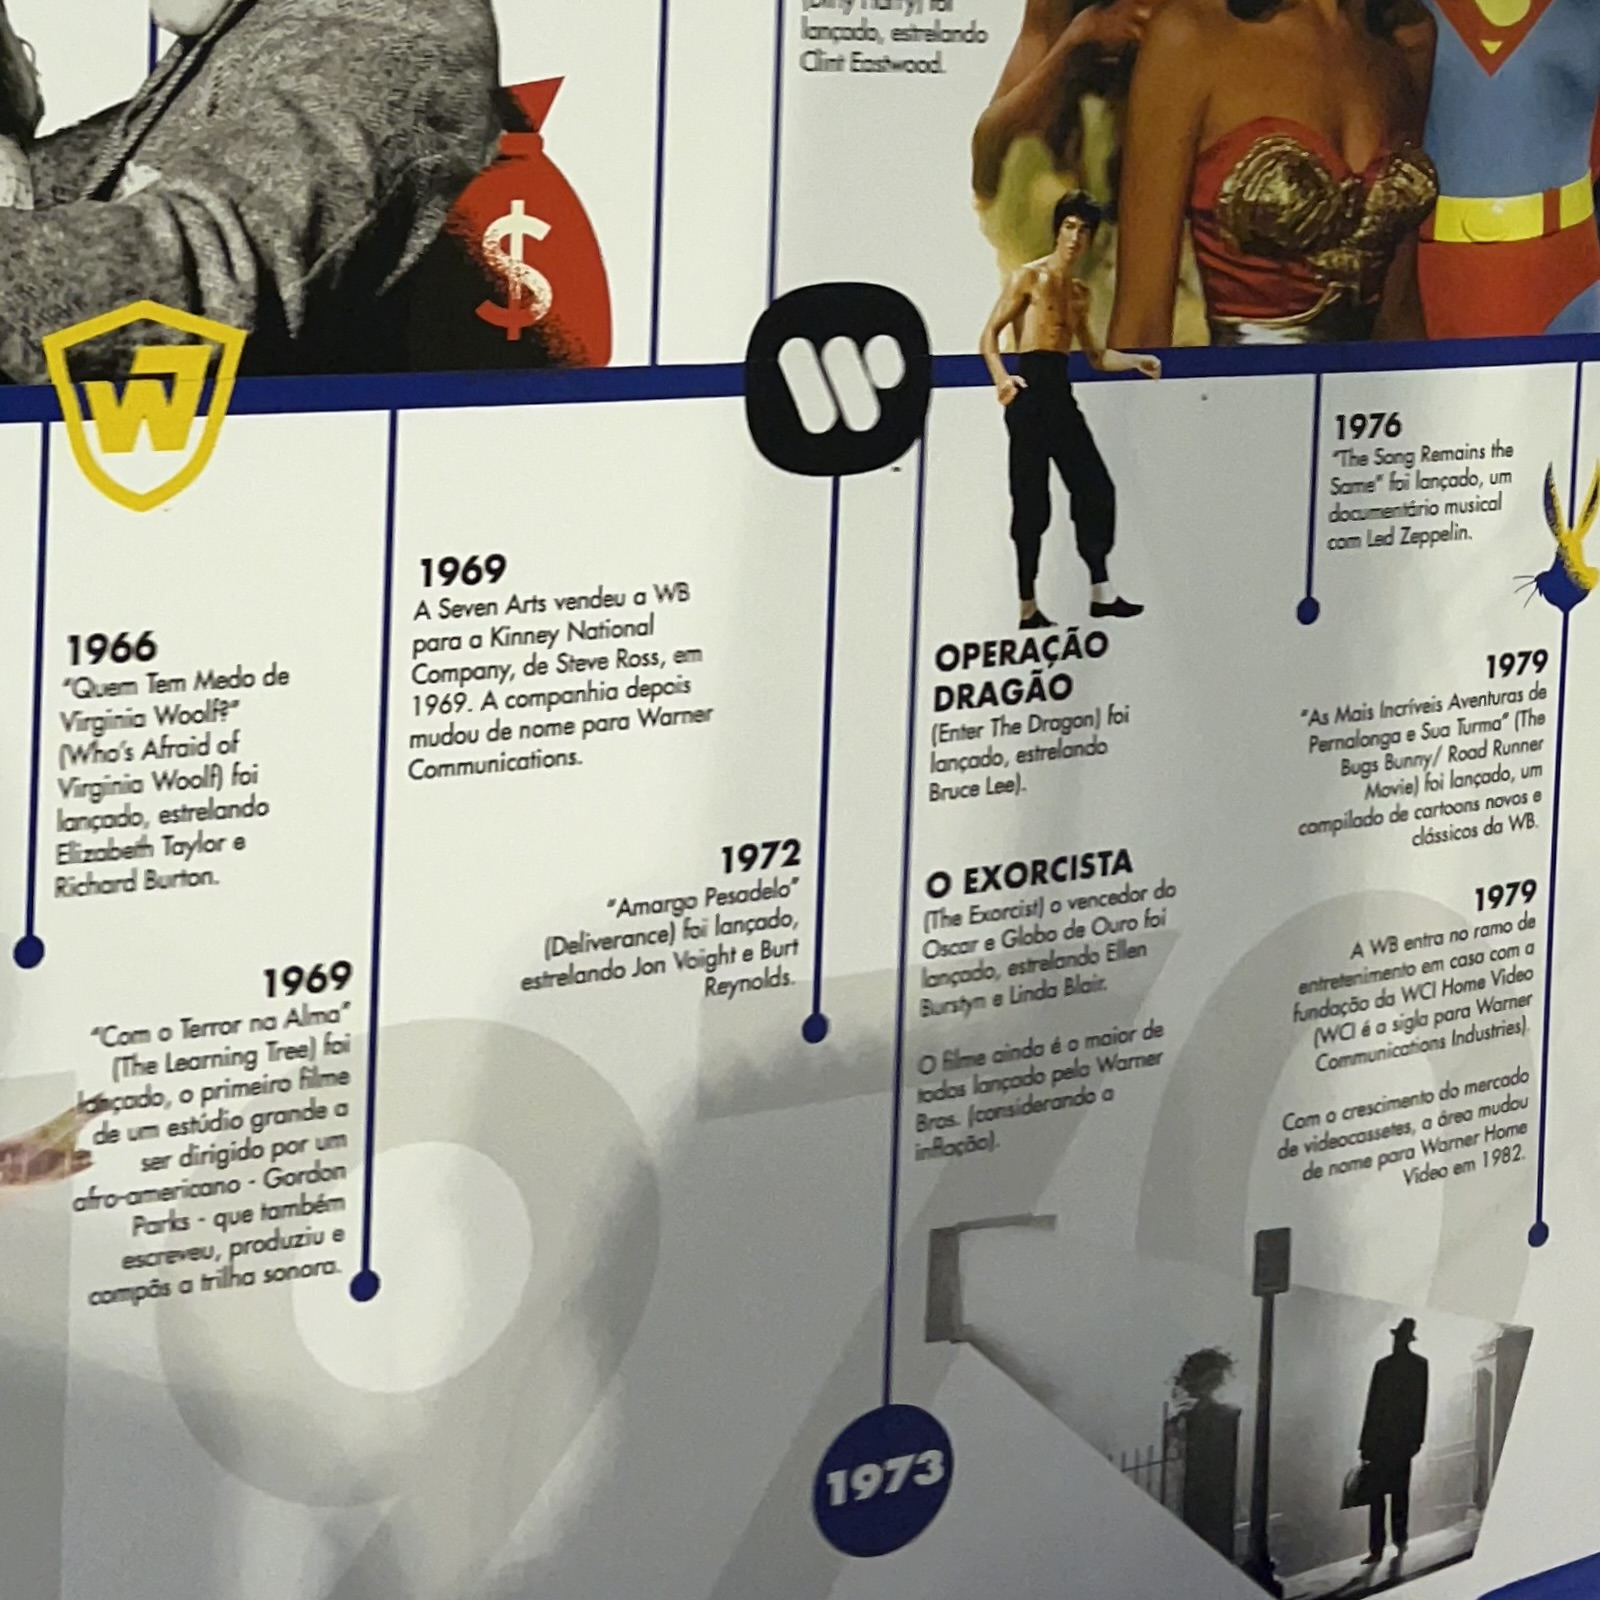 lançado, estrelando
Clint Eastwood.
$
W7
W
1966
"Quem Tem Medo de
Virginia Woolf?"
(Who's Afraid of
Virginia Woolf) foi
lançado, estrelando
Elizabeth Taylor e
Richard Burton.
1969
"Com o Terror na Alma"
(The Learning Tree) foi
lançado, o primeiro filme
de um estúdio grande a
ser dirigido por um
afro-americano - Gordon
Parks - que também
escreveu, produziu e
compôs a trilha sonora.
1969
A Seven Arts vendeu a WB
para a Kinney National
Company, de Steve Ross, em
1969. A companhia depois
mudou de nome para Warner
Communications.
1972
"Amargo Pesadelo"
(Deliverance) foi lançado,
estrelando Jon Voight e Burt
Reynolds.
OPERAÇÃO
DRAGÃO
(Enter The Dragon) foi
lançado, estrelando
Bruce Lee).
O EXORCISTA
(The Exorcist) o vencedor do
Oscar e Globo de Ouro foi
lançado, estrelando Ellen
Burstyn e Linda Blair.
O filme ainda é o maior de
todos lançado pela Warner
Bros. (considerando a
inflação).
1973
1976
"The Song Remains the
Same" foi lançado, um
documentário musical
com Led Zeppelin.
1979
"As Mais Incríveis Aventuras de
Pernalonga e Sua Turma" (The
Bugs Bunny/ Road Runner
Movie) foi lançado, um
compilado de cartoons novos e
clássicos da WB.
1979
A WB entra no ramo de
entretenimento em casa com a
fundação da WCI Home Video
(WCI é a sigla para Warner
Communications Industries).
Com o crescimento do mercado
de videocassetes, a área mudou
de nome para Warner Home
Video em 1982.